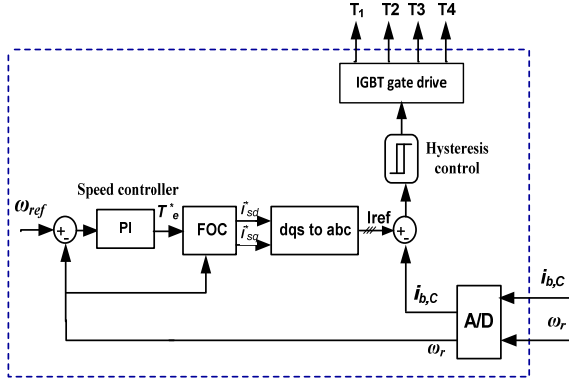 T1 T2 T3 T4
IGBT gate drive
Hysteresis
control
Speed controller
ωref
+
-
PI
T*e
FOC
i*sd
i*sq
dqs to abc
Iref
+
-
ib,C
A/D
ib,C
ωr
ωr